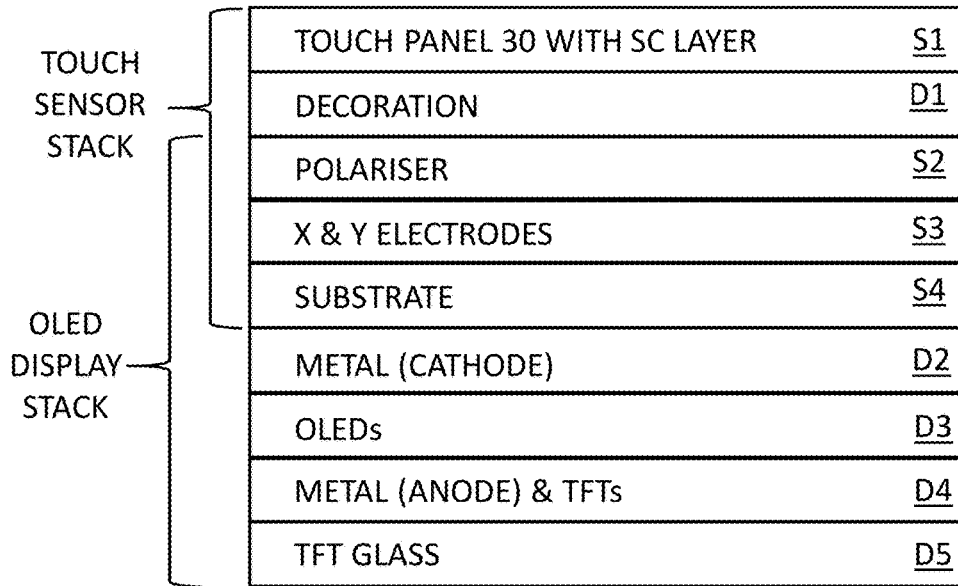 TOUCH
SENSOR
STACK
OLED
DISPLAY
STACK
TOUCH PANEL 30 WITH SC LAYER S1
DECORATION D1
POLARISER S2
X & Y ELECTRODES S3
SUBSTRATE S4
METAL (CATHODE) D2
OLEDs D3
METAL (ANODE) & TFTs D4
TFT GLASS D5